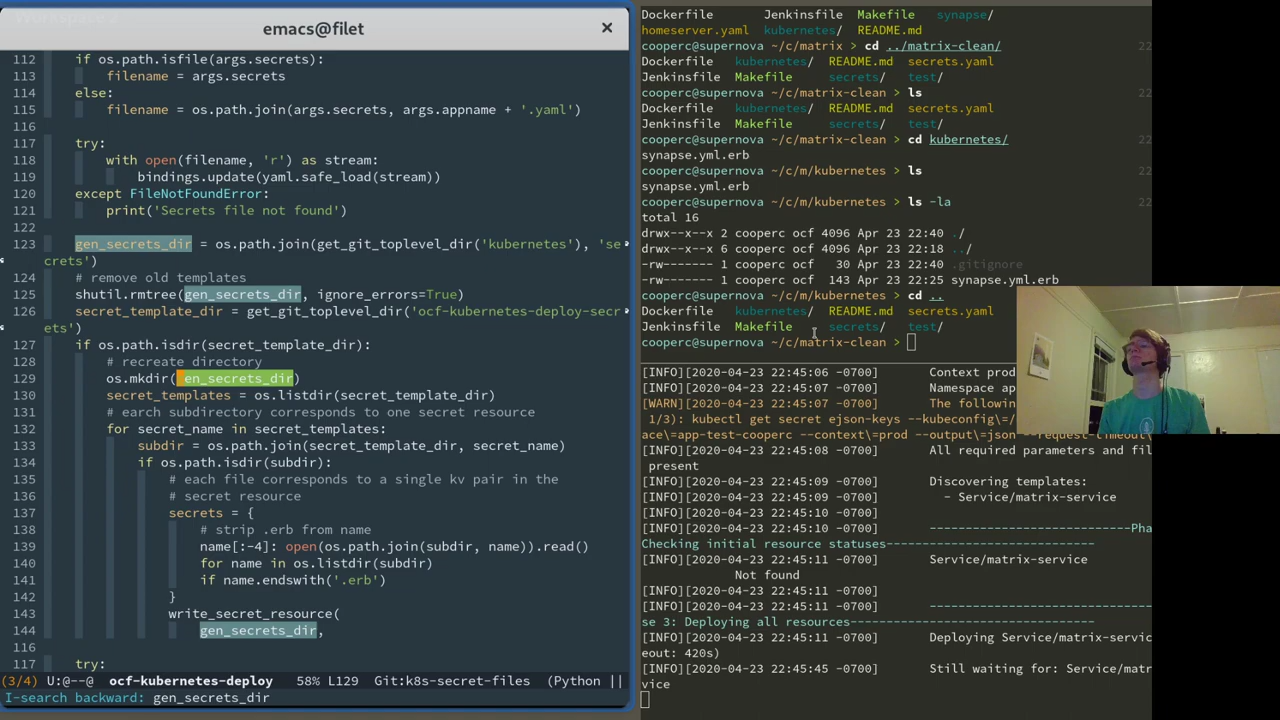 emacs@filet
×
112     if os.path.isfile(args.secrets):
113         filename = args.secrets
114     else:
115         filename = os.path.join(args.secrets, args.appname + '.yaml')
116
117     try:
118         with open(filename, 'r') as stream:
119             bindings.update(yaml.safe_load(stream))
120     except FileNotFoundError:
121         print('Secrets file not found')
122
123     gen_secrets_dir = os.path.join(get_git_toplevel_dir('kubernetes'), 'se
crets')
124     # remove old templates
125     shutil.rmtree(gen_secrets_dir, ignore_errors=True)
126     secret_template_dir = get_git_toplevel_dir('ocf-kubernetes-deploy-secr
ets')
127     if os.path.isdir(secret_template_dir):
128         # recreate directory
129         os.mkdir(gen_secrets_dir)
130         secret_templates = os.listdir(secret_template_dir)
131         # earch subdirectory corresponds to one secret resource
132         for secret_name in secret_templates:
133             subdir = os.path.join(secret_template_dir, secret_name)
134             if os.path.isdir(subdir):
135                 # each file corresponds to a single kv pair in the
136                 # secret resource
137                 secrets = {
138                     # strip .erb from name
139                     name[:-4]: open(os.path.join(subdir, name)).read()
140                     for name in os.listdir(subdir)
141                     if name.endswith('.erb')
142                 }
143                 write_secret_resource(
144                     gen_secrets_dir,
116
117     try:
(3/4) U:@--@  ocf-kubernetes-deploy    58% L129   Git:k8s-secret-files  (Python ||
I-search backward: gen_secrets_dir
Dockerfile      Jenkinsfile  Makefile   synapse/
homeserver.yaml  kubernetes/  README.md
cooperc@supernova ~/c/matrix > cd ../matrix-clean/ 22
Dockerfile   kubernetes/  README.md  secrets.yaml
Jenkinsfile  Makefile     secrets/   test/
cooperc@supernova ~/c/matrix-clean > ls 22
Dockerfile   kubernetes/  README.md  secrets.yaml
Jenkinsfile  Makefile     secrets/   test/
cooperc@supernova ~/c/matrix-clean > cd kubernetes/ 22
synapse.yml.erb
cooperc@supernova ~/c/m/kubernetes > ls 22
synapse.yml.erb
cooperc@supernova ~/c/m/kubernetes > ls -la 22
total 16
drwx--x--x 2 cooperc ocf 4096 Apr 23 22:40 ./
drwx--x--x 6 cooperc ocf 4096 Apr 23 22:18 ../
-rw------- 1 cooperc ocf   30 Apr 23 22:40 .gitignore
-rw------- 1 cooperc ocf  143 Apr 23 22:25 synapse.yml.erb
cooperc@supernova ~/c/m/kubernetes > cd ..
Dockerfile   kubernetes/  README.md  secrets.yaml
Jenkinsfile  Makefile     secrets/   test/
cooperc@supernova ~/c/matrix-clean >
[INFO][2020-04-23 22:45:06 -0700]       Context prod
[INFO][2020-04-23 22:45:07 -0700]       Namespace app
[WARN][2020-04-23 22:45:07 -0700]       The followin
 1/3): kubectl get secret ejson-keys --kubeconfig\=/
ace\=app-test-cooperc --context\=prod --output\=json --request-timeout\
[INFO][2020-04-23 22:45:08 -0700]       All required parameters and fil
 present
[INFO][2020-04-23 22:45:09 -0700]       Discovering templates:
[INFO][2020-04-23 22:45:09 -0700]         - Service/matrix-service
[INFO][2020-04-23 22:45:10 -0700]
[INFO][2020-04-23 22:45:10 -0700]       ----------------------------Pha
Checking initial resource statuses-----------------------------
[INFO][2020-04-23 22:45:11 -0700]       Service/matrix-service
            Not found
[INFO][2020-04-23 22:45:11 -0700]
[INFO][2020-04-23 22:45:11 -0700]       -------------------------------
se 3: Deploying all resources----------------------------------
[INFO][2020-04-23 22:45:11 -0700]       Deploying Service/matrix-servic
eout: 420s)
[INFO][2020-04-23 22:45:45 -0700]       Still waiting for: Service/matr
vice